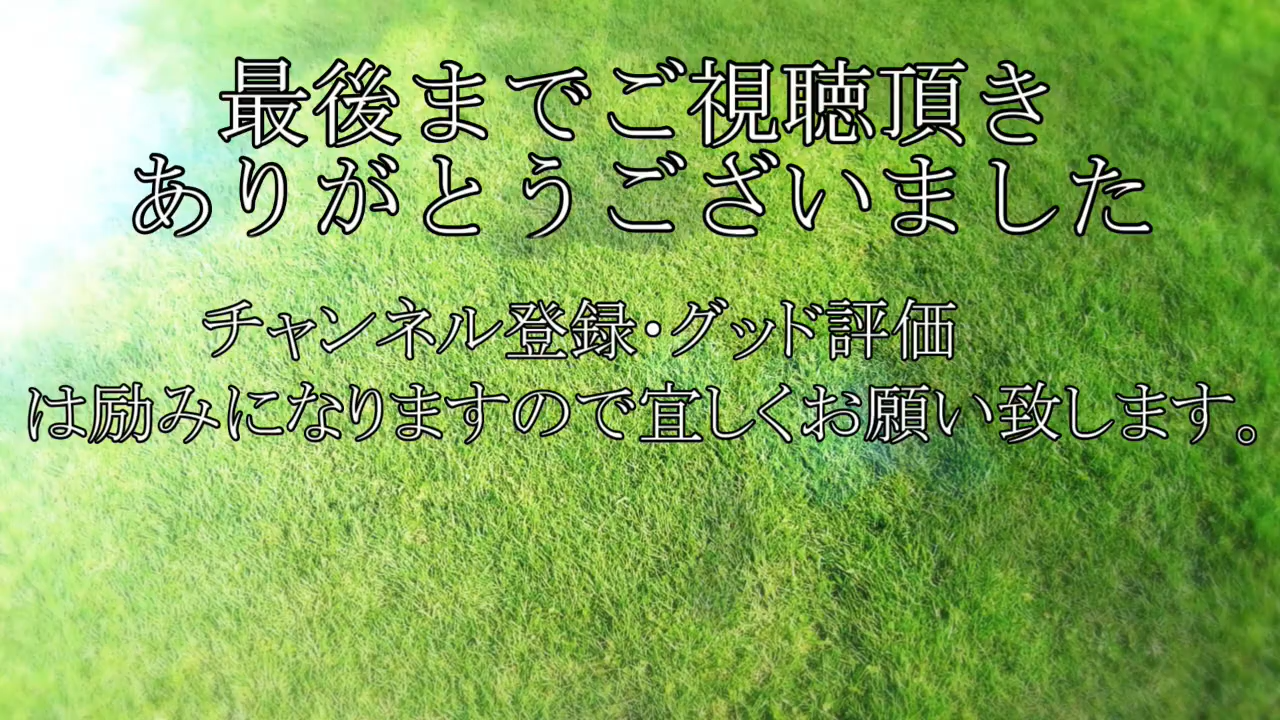 最後までご視聴頂き
ありがとうございました
チャンネル登録・グッド評価
は励みになりますので宜しくお願い致します。